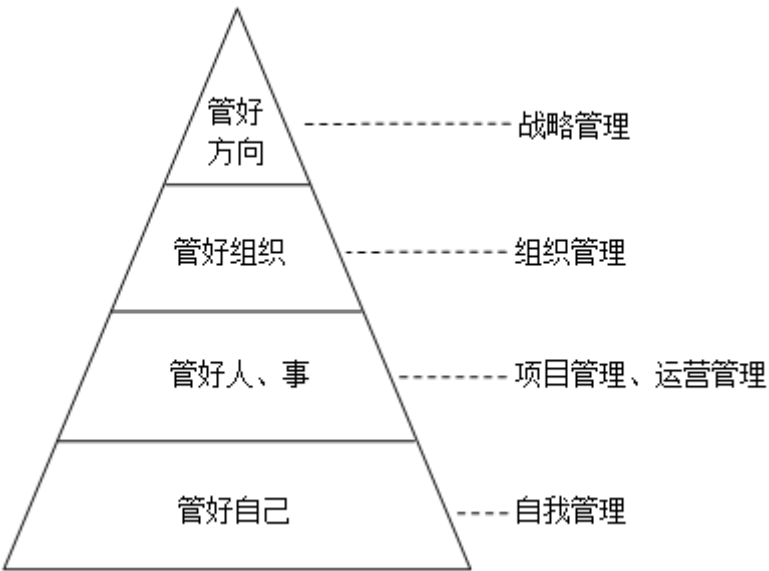 管好
方向
战略管理
管好组织
组织管理
管好人、事
项目管理、运营管理
管好自己
自我管理